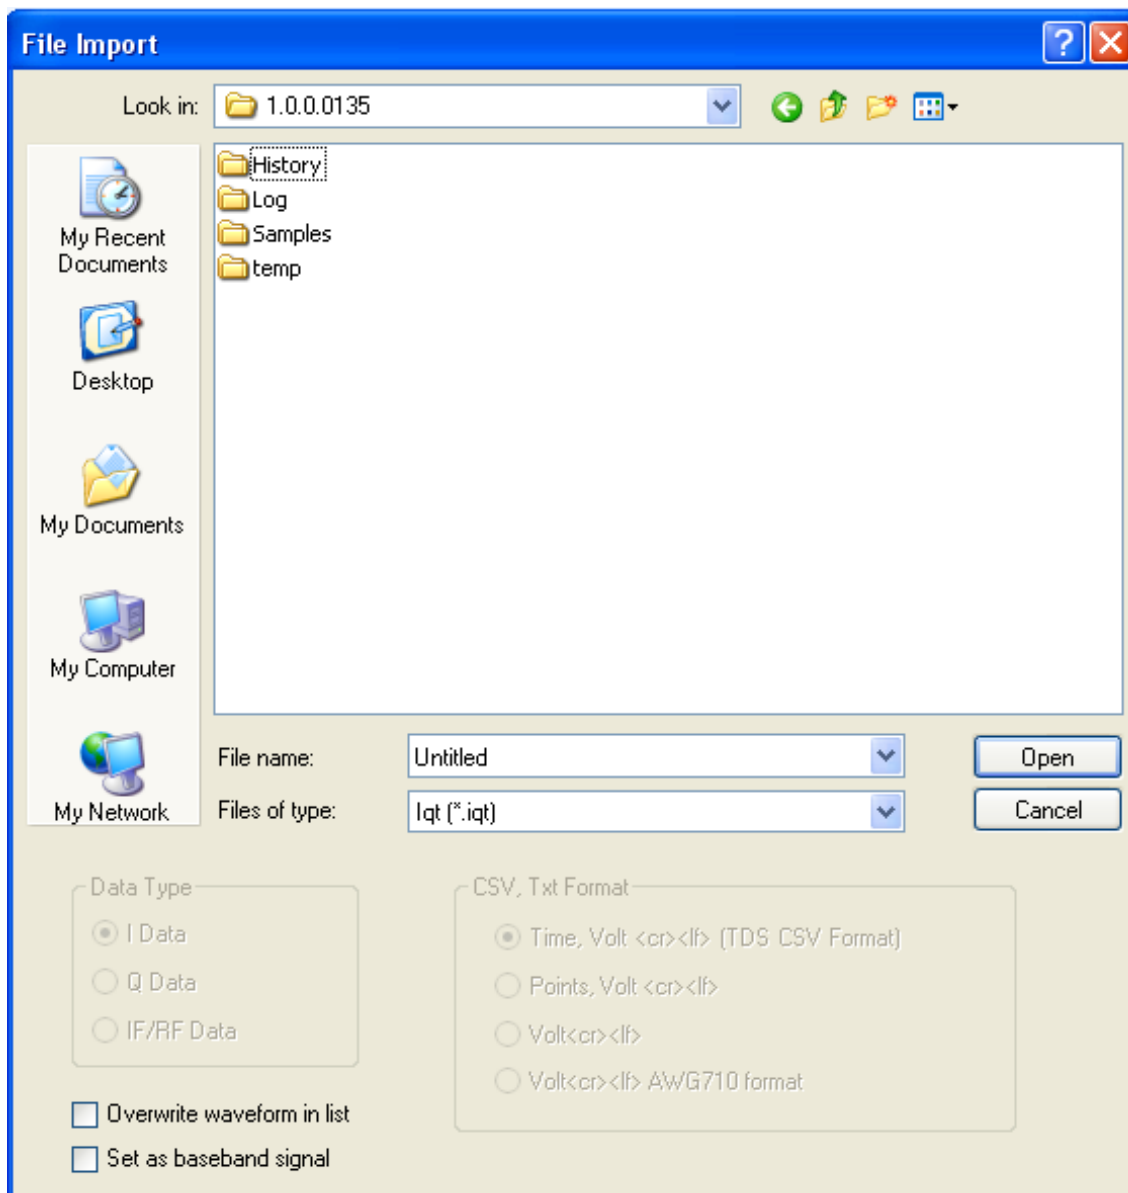 File Import
Look in: 1.0.0.0135
History
Log
Samples
temp
My Recent
Documents
Desktop
My Documents
My Computer
My Network
File name: Untitled Open
Files of type: Iqt (*.iqt) Cancel
Data Type
I Data
Q Data
IF/RF Data
CSV, Txt Format
Time, Volt <cr><lf> (TDS CSV Format)
Points, Volt <cr><lf>
Volt<cr><lf>
Volt<cr><lf> AWG710 format
Overwrite waveform in list
Set as baseband signal